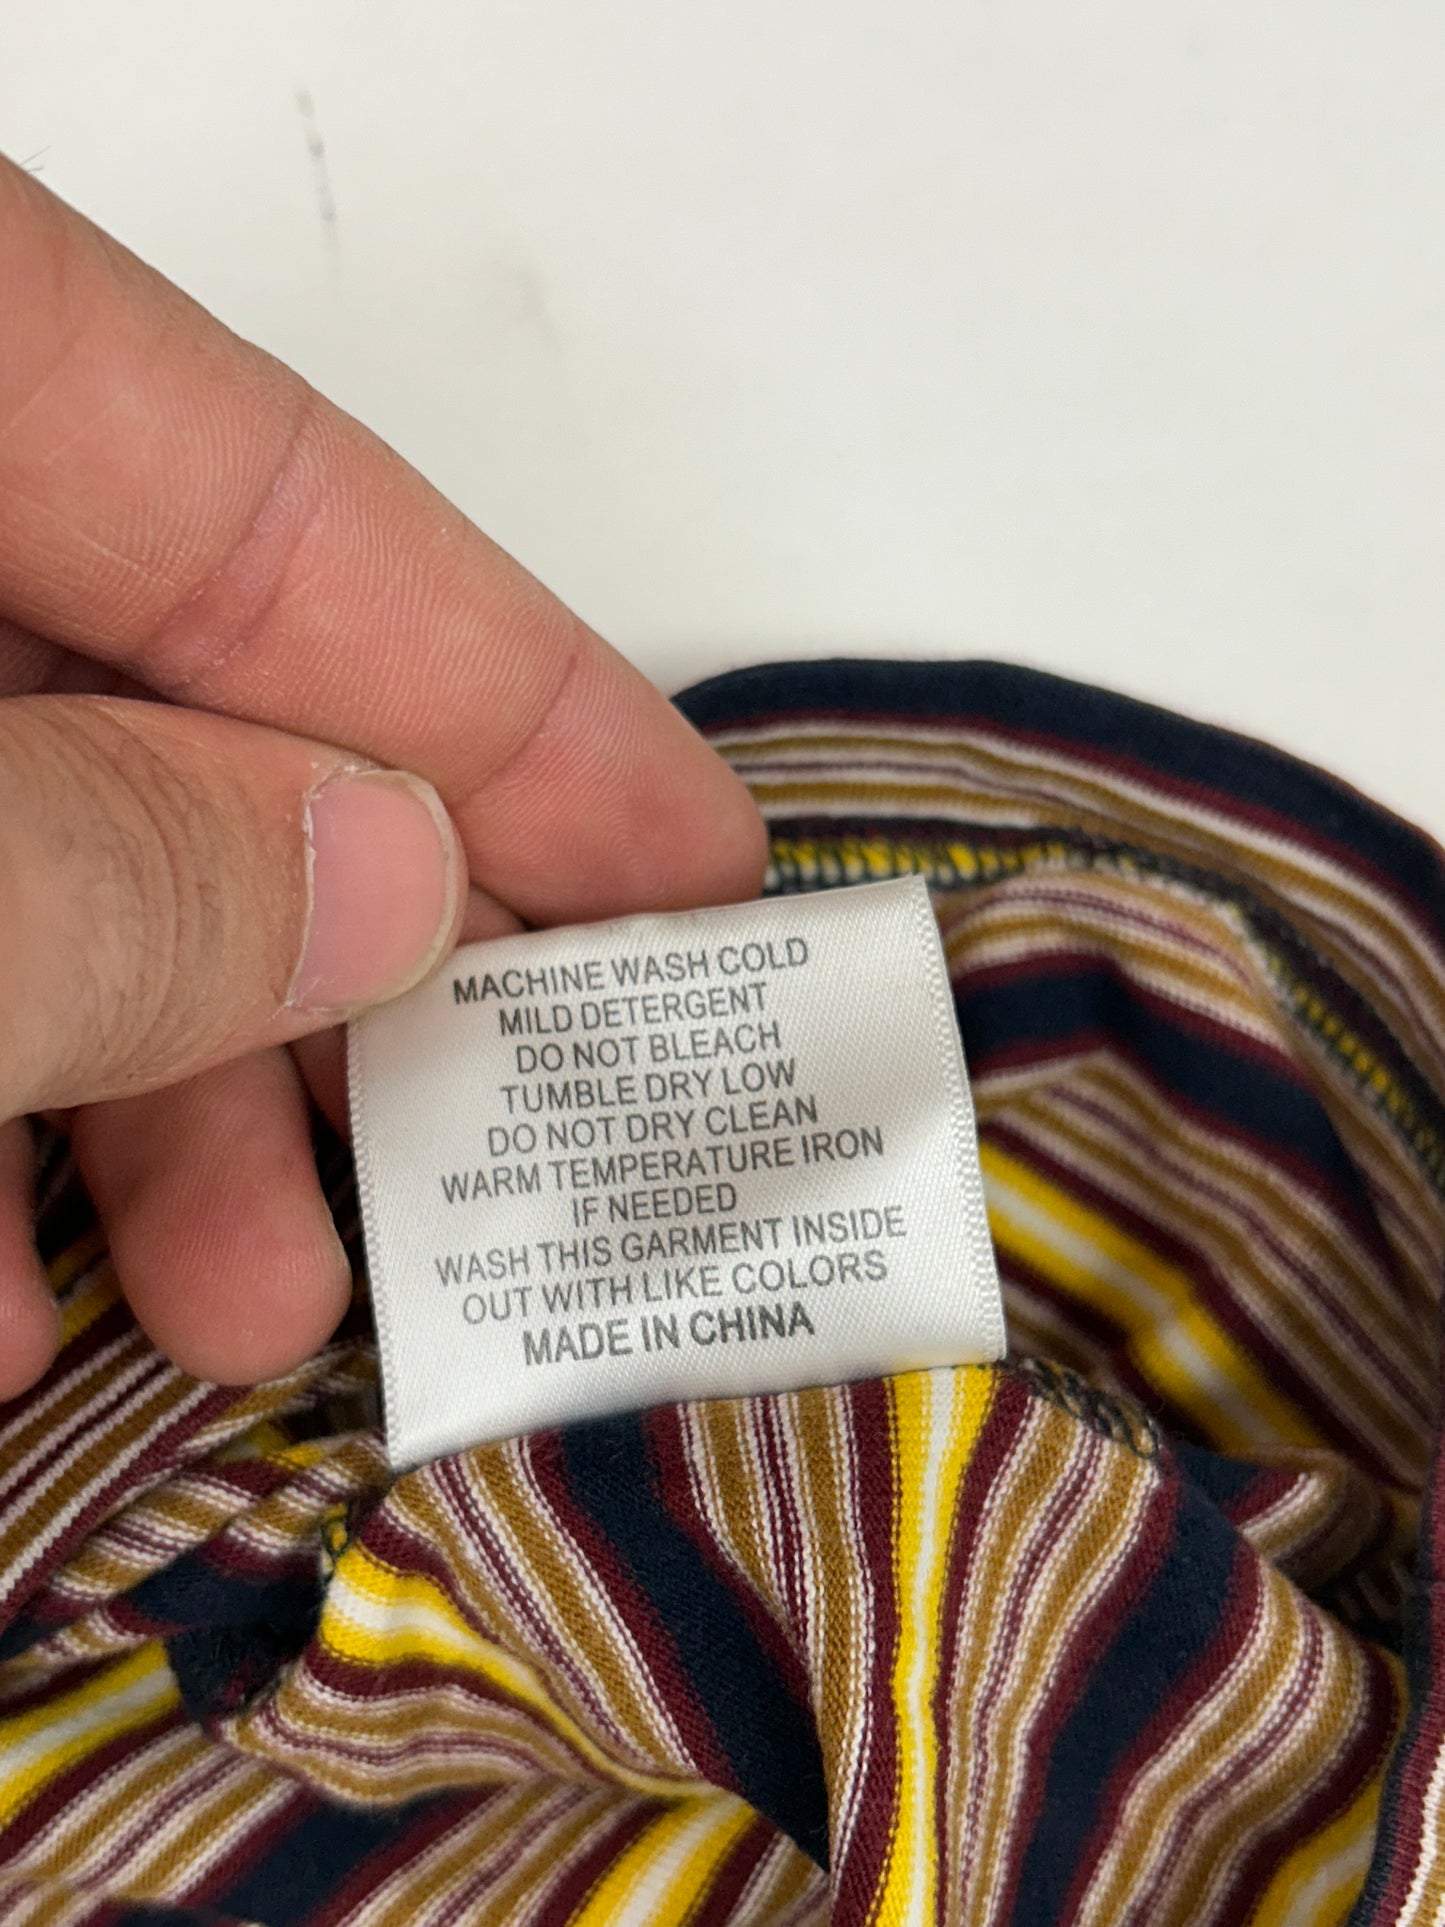 MACHINE WASH COLD
MILD DETERGENT
DO NOT BLEACH
TUMBLE DRY LOW
DO NOT DRY CLEAN
WARM TEMPERATURE IRON
IF NEEDED
WASH THIS GARMENT INSIDE
OUT WITH LIKE COLORS
MADE IN CHINA